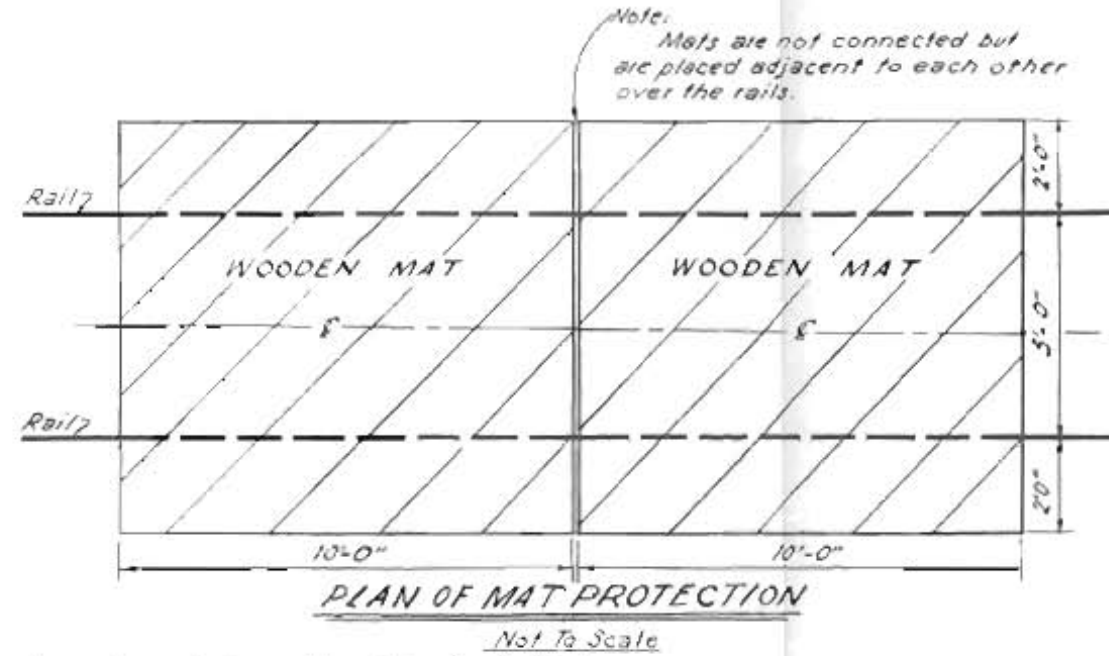 Note:
Mats are not connected but
are placed adjacent to each other
over the rails.
2'-0"
Rail
WOODEN MAT
WOODEN MAT
℄
℄
5'-0"
Rail
2'0"
10'-0"
10'-0"
PLAN OF MAT PROTECTION
Not To Scale